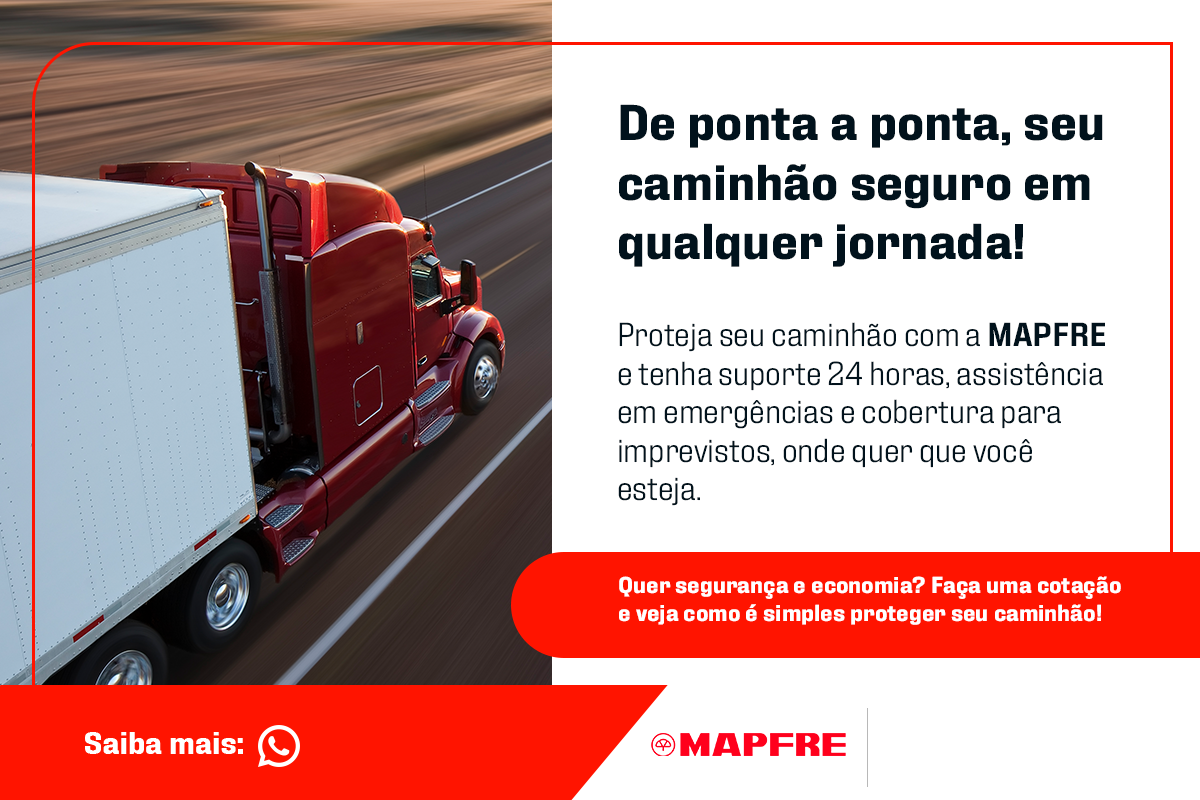 De ponta a ponta, seu
caminhão seguro em
qualquer jornada!
Proteja seu caminhão com a MAPFRE
e tenha suporte 24 horas, assistência
em emergências e cobertura para
imprevistos, onde quer que você
esteja.
Quer segurança e economia? Faça uma cotação
e veja como é simples proteger seu caminhão!
Saiba mais:
MAPFRE